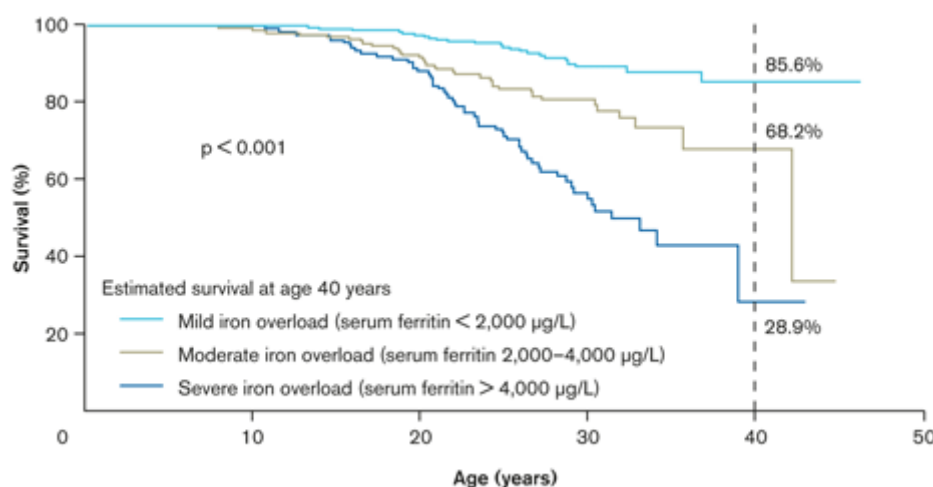 100
80
60
40
20
0
10
20
30
40
50
Survival (%)
Age (years)
p < 0.001
85.6%
68.2%
28.9%
Estimated survival at age 40 years
Mild iron overload (serum ferritin < 2,000 µg/L)
Moderate iron overload (serum ferritin 2,000–4,000 µg/L)
Severe iron overload (serum ferritin > 4,000 µg/L)